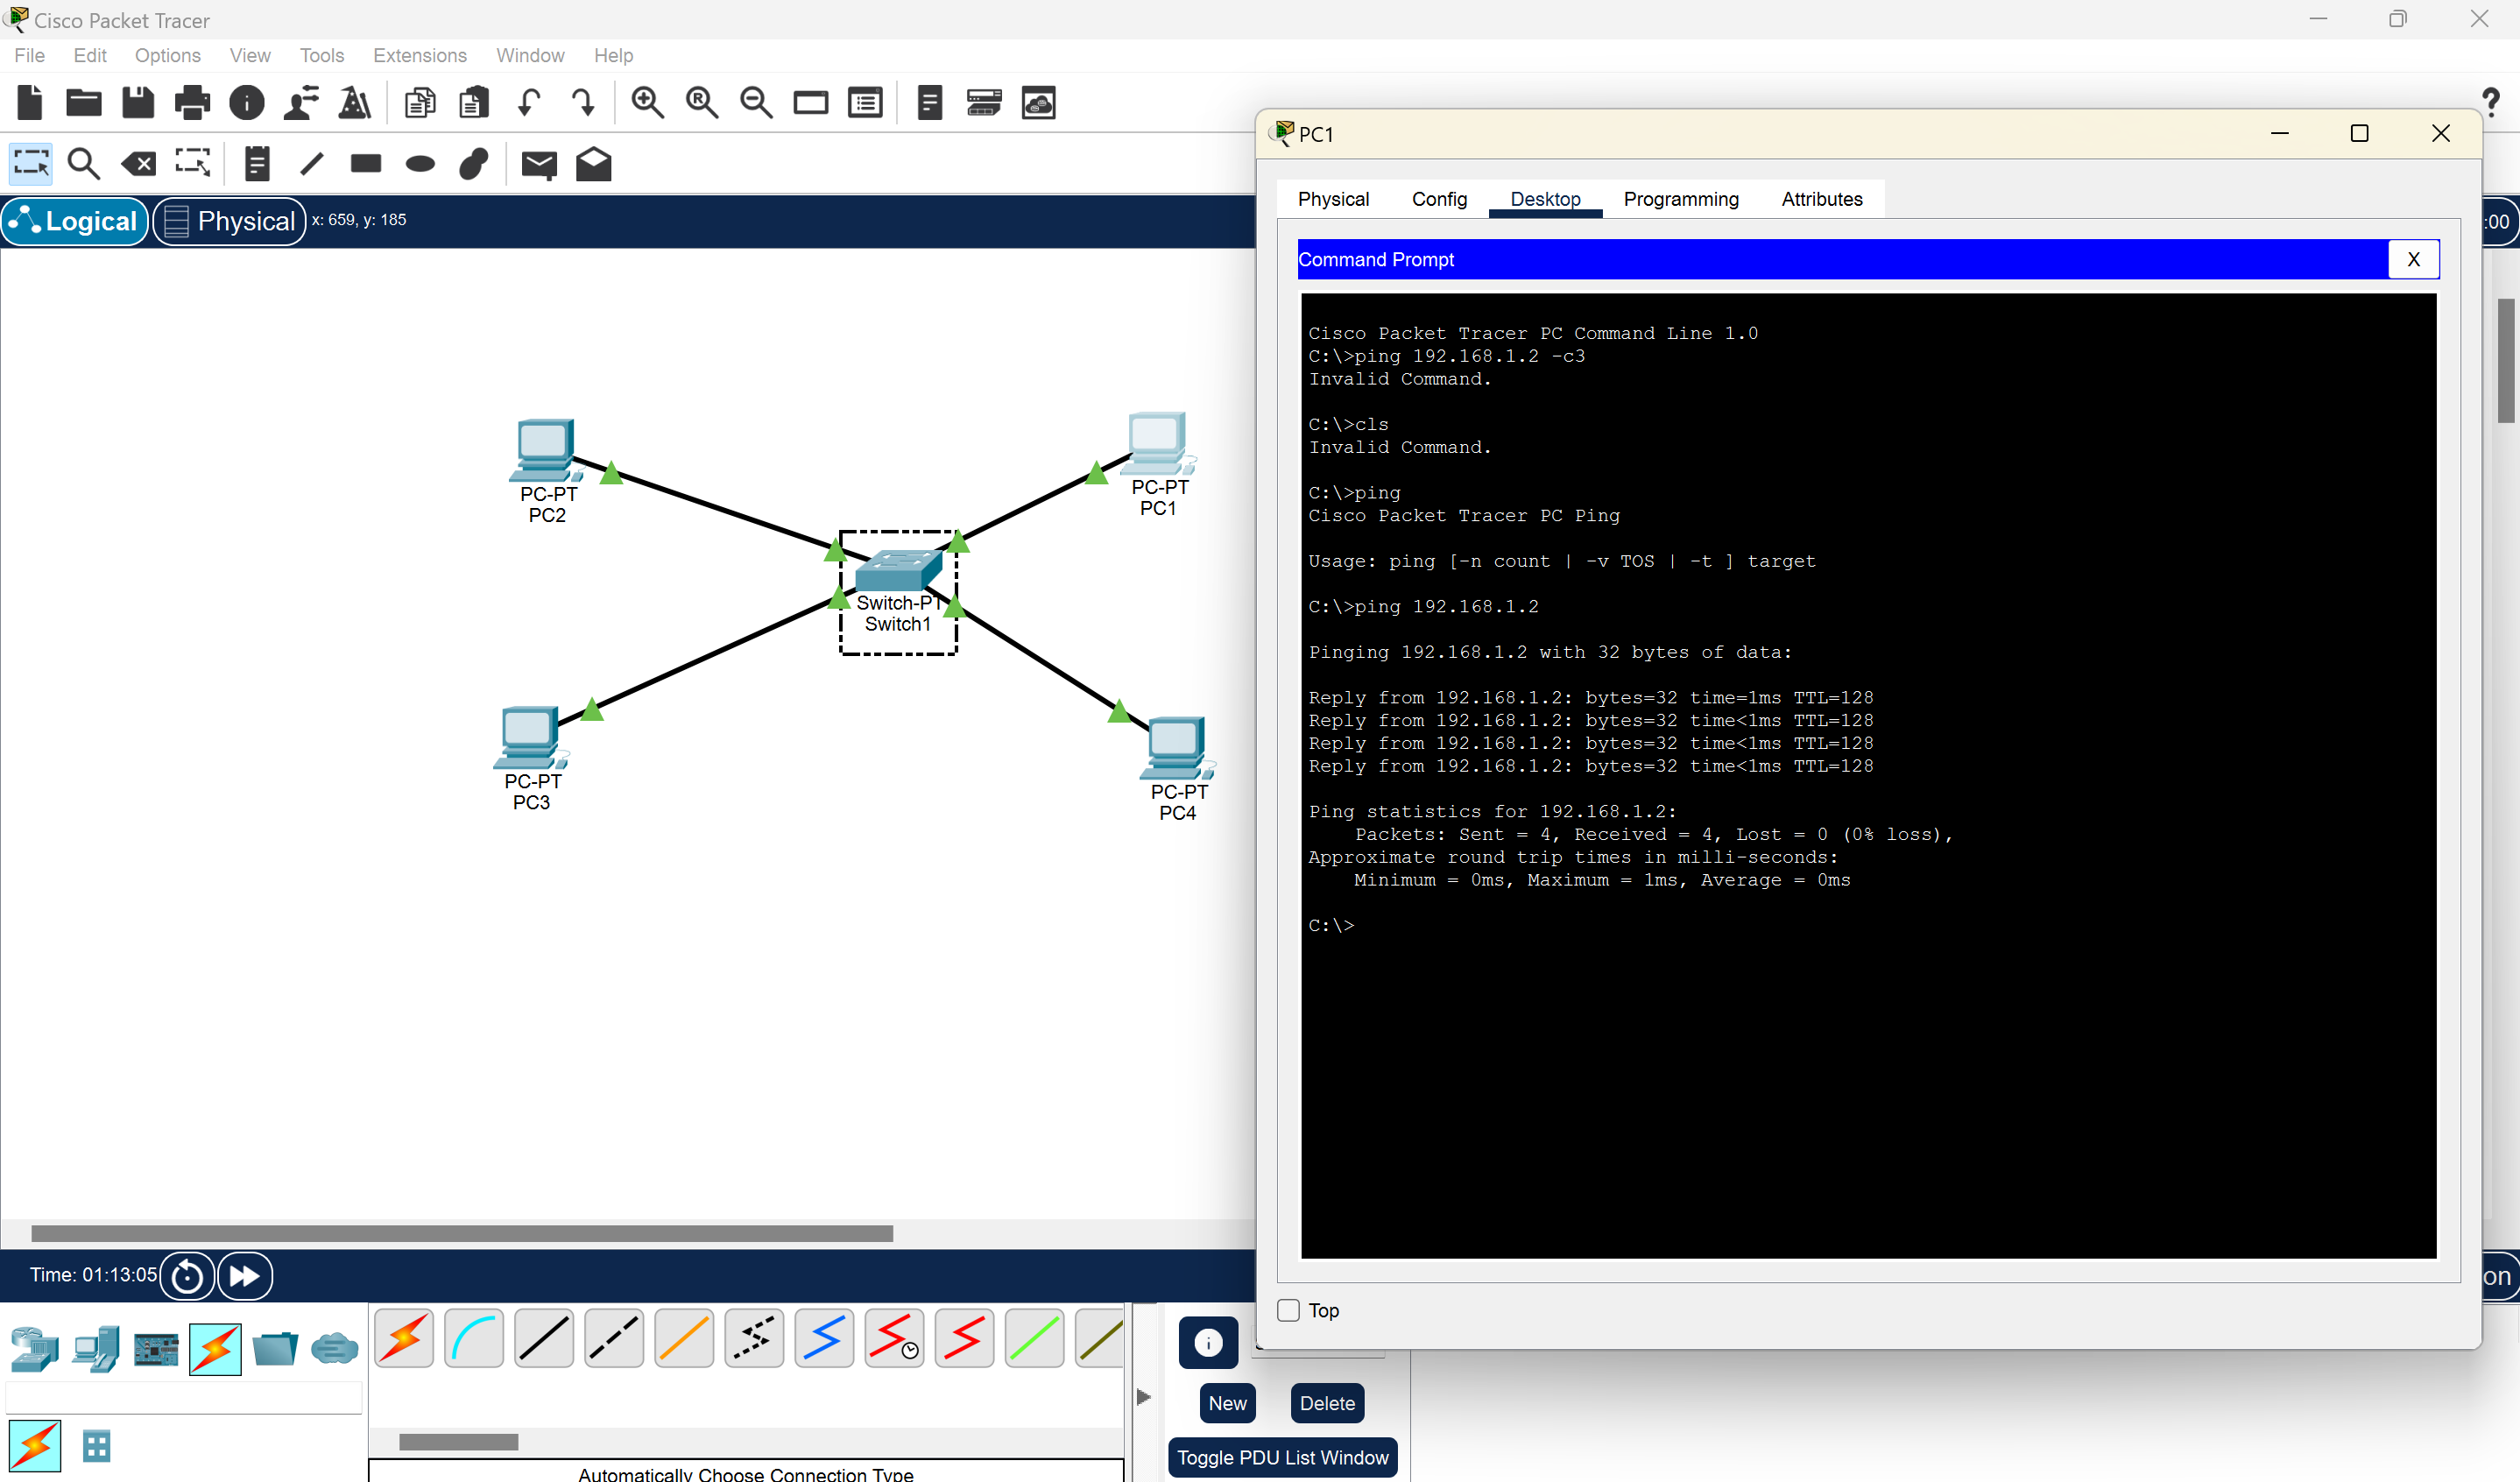 Cisco Packet Tracer
File Edit Options View Tools Extensions Window Help
Logical Physical x: 659, y: 185
:00
PC-PT
PC2
PC-PT
PC1
Switch-PT
Switch1
PC-PT
PC3
PC-PT
PC4
PC1
Physical Config Desktop Programming Attributes
Command Prompt X
Cisco Packet Tracer PC Command Line 1.0
C:\>ping 192.168.1.2 -c3
Invalid Command.
C:\>cls
Invalid Command.
C:\>ping
Cisco Packet Tracer PC Ping
Usage: ping [-n count | -v TOS | -t ] target
C:\>ping 192.168.1.2
Pinging 192.168.1.2 with 32 bytes of data:
Reply from 192.168.1.2: bytes=32 time=1ms TTL=128
Reply from 192.168.1.2: bytes=32 time<1ms TTL=128
Reply from 192.168.1.2: bytes=32 time<1ms TTL=128
Reply from 192.168.1.2: bytes=32 time<1ms TTL=128
Ping statistics for 192.168.1.2:
Packets: Sent = 4, Received = 4, Lost = 0 (0% loss),
Approximate round trip times in milli-seconds:
Minimum = 0ms, Maximum = 1ms, Average = 0ms
C:\>
Top
Time: 01:13:05
on
New Delete
Toggle PDU List Window
Automatically Choose Connection Type